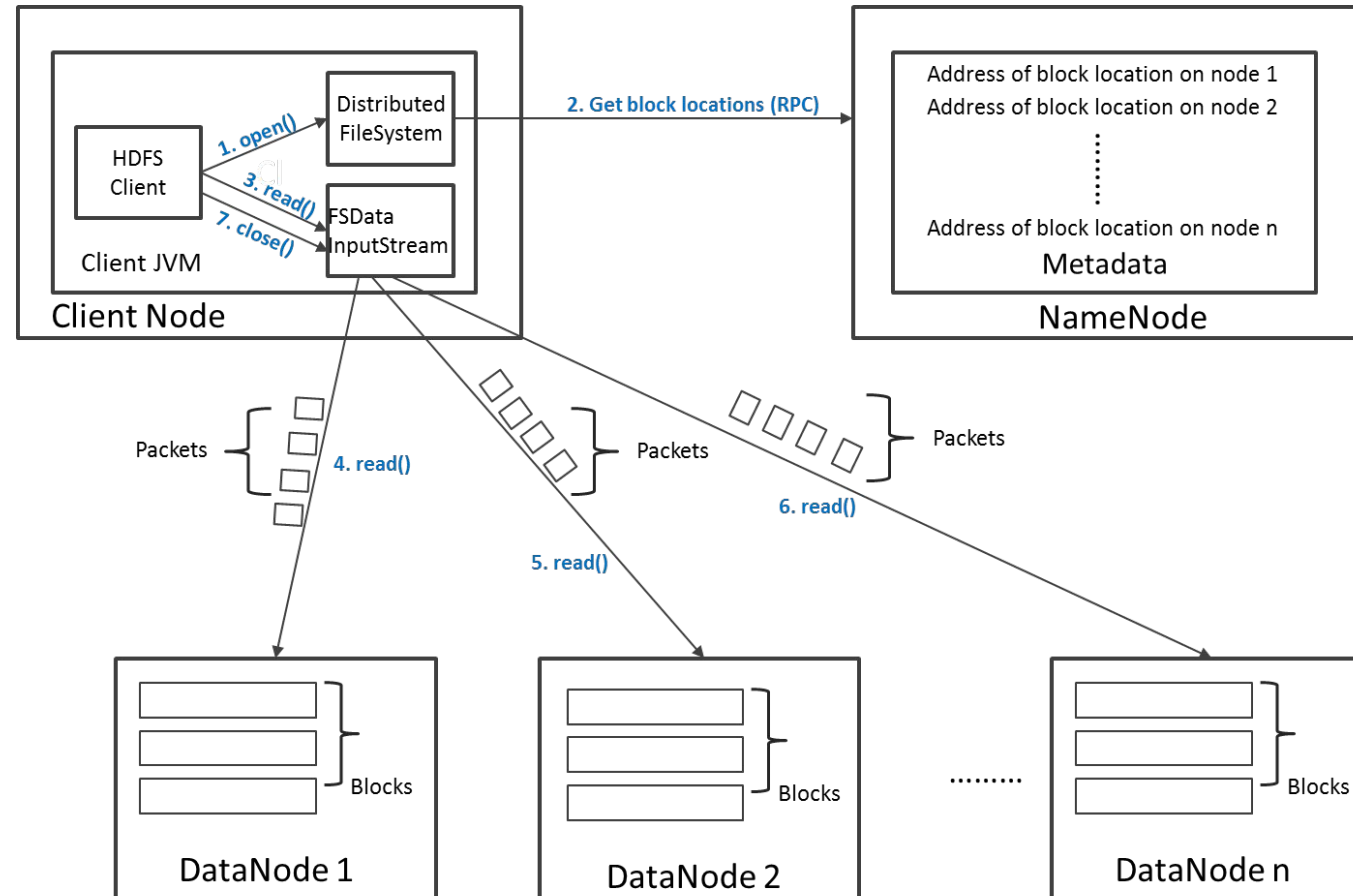 Distributed
FileSystem
2. Get block locations (RPC)
Address of block location on node 1
Address of block location on node 2
Address of block location on node n
Metadata
NameNode
1. open()
HDFS
Client
3. read()
FSData
InputStream
7. close()
Client JVM
Client Node
Packets
4. read()
Packets
5. read()
Packets
6. read()
Blocks
DataNode 1
Blocks
DataNode 2
.........
Blocks
DataNode n